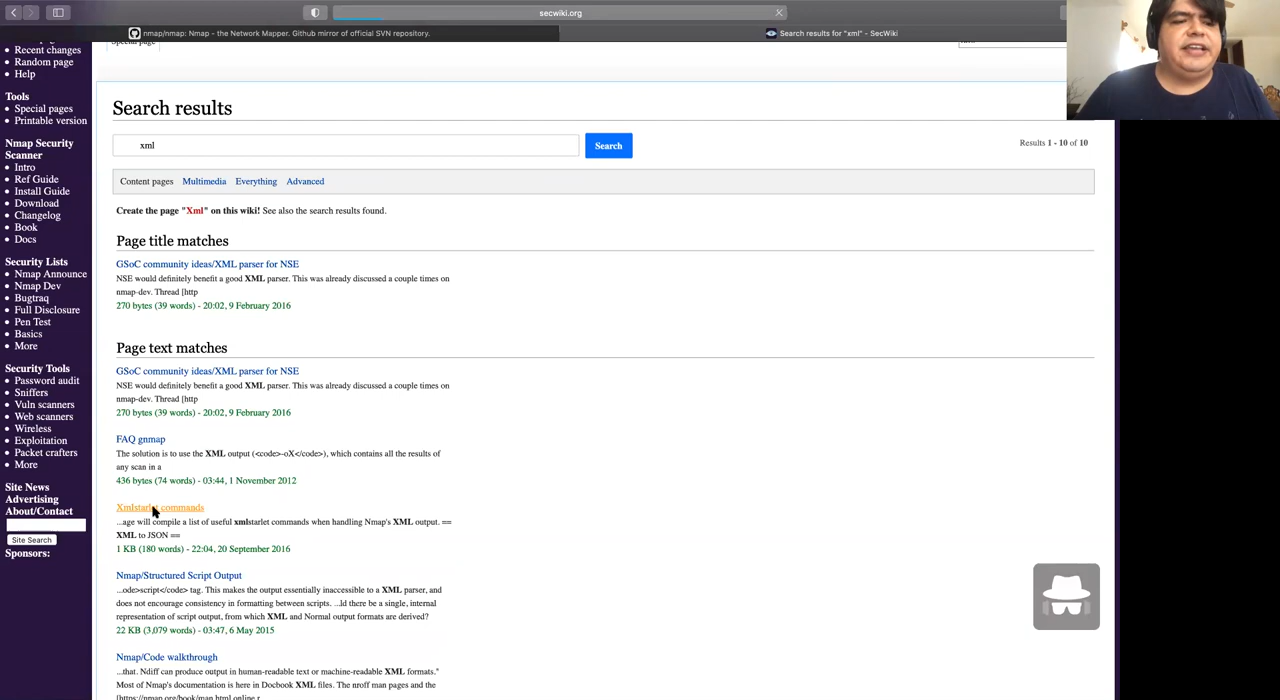 secwiki.org
nmap/nmap: Nmap - the Network Mapper. Github mirror of official SVN repository.
Search results for "xml" - SecWiki
Recent changes
Random page
Help
Tools
Special pages
Printable version
Nmap Security
Scanner
Intro
Ref Guide
Install Guide
Download
Changelog
Book
Docs
Security Lists
Nmap Announce
Nmap Dev
Bugtraq
Full Disclosure
Pen Test
Basics
More
Security Tools
Password audit
Sniffers
Vuln scanners
Web scanners
Wireless
Exploitation
Packet crafters
More
Site News
Advertising
About/Contact
Site Search
Sponsors:
Special page
Search results
xml
Search
Results 1 - 10 of 10
Content pages Multimedia Everything Advanced
Create the page "Xml" on this wiki! See also the search results found.
Page title matches
GSoC community ideas/XML parser for NSE
NSE would definitely benefit a good XML parser. This was already discussed a couple times on
nmap-dev. Thread [http
270 bytes (39 words) - 20:02, 9 February 2016
Page text matches
GSoC community ideas/XML parser for NSE
NSE would definitely benefit a good XML parser. This was already discussed a couple times on
nmap-dev. Thread [http
270 bytes (39 words) - 20:02, 9 February 2016
FAQ gnmap
The solution is to use the XML output (<code>-oX</code>), which contains all the results of
any scan in a
436 bytes (74 words) - 03:44, 1 November 2012
Xmlstarlet commands
...age will compile a list of useful xmlstarlet commands when handling Nmap's XML output. ==
XML to JSON ==
1 KB (180 words) - 22:04, 20 September 2016
Nmap/Structured Script Output
...ode>script</code> tag. This makes the output essentially inaccessible to a XML parser, and
does not encourage consistency in formatting between scripts. ...ld there be a single, internal
representation of script output, from which XML and Normal output formats are derived?
22 KB (3,079 words) - 03:47, 6 May 2015
Nmap/Code walkthrough
...that. Ndiff can produce output in human-readable text or machine-readable XML formats."
Most of Nmap's documentation is here in Docbook XML files. The nroff man pages and the
[https://nmap.org/book/man.html online r